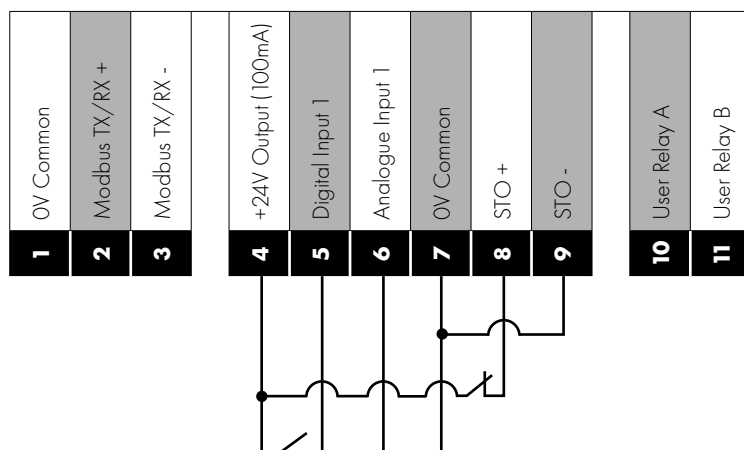 0V Common
Modbus TX/RX +
Modbus TX/RX -
+24V Output (100mA)
Digital Input 1
Analogue Input 1
0V Common
STO +
STO -
User Relay A
User Relay B
1
2
3
4
5
6
7
8
9
10
11